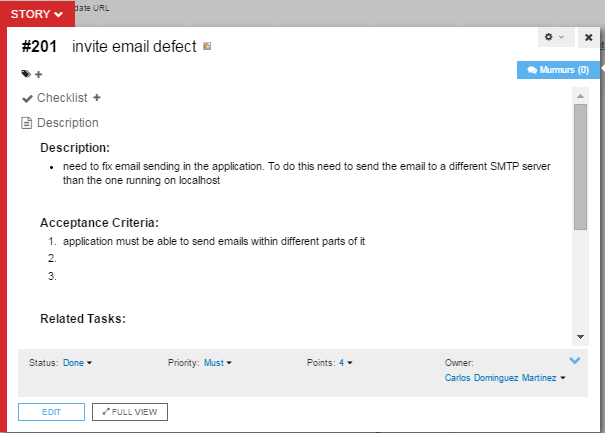 STORY
date URL
#201 invite email defect
Murmurs (0)
Checklist
Description
Description:
need to fix email sending in the application. To do this need to send the email to a different SMTP server
than the one running on localhost
Acceptance Criteria:
1. application must be able to send emails within different parts of it
2.
3.
Related Tasks:
Status: Done Priority: Must Points: 4 Owner:
Carlos Dominguez Martinez
EDIT FULL VIEW